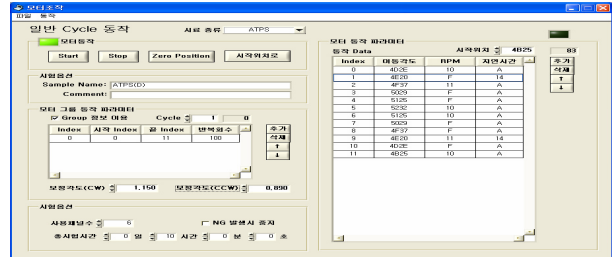 모터조작
파일 동작
일반 Cycle 동작
시료 종류 ATPS
모터동작
Start Stop Zero Position 시작위치로
시험옵션
Sample Name: ATPS(D)
Comment:
모터 그룹 동작 파라미터
Group 정보 이용 Cycle 1 0
Index 시작 Index 끝 Index 반복회수
0 0 11 100
추가
삭제
↑
↓
보정각도(CW) 1,150 보정각도(CCW) 0,890
시험옵션
사용채널수 6 NG 발생시 중지
총시험시간 0 일 10 시간 0 분 0 초
모터 동작 파라미터
동작 Data 시작위치 4B25 83
Index 이동각도 RPM 지연시간
0 4D2E 10 A
1 4E20 F 14
2 4F37 11 A
3 5029 F A
4 5125 F A
5 5232 10 A
6 5125 10 A
7 5029 F A
8 4F37 F A
9 4E20 11 14
10 4D2E F A
11 4B25 10 A
추가
삭제
↑
↓